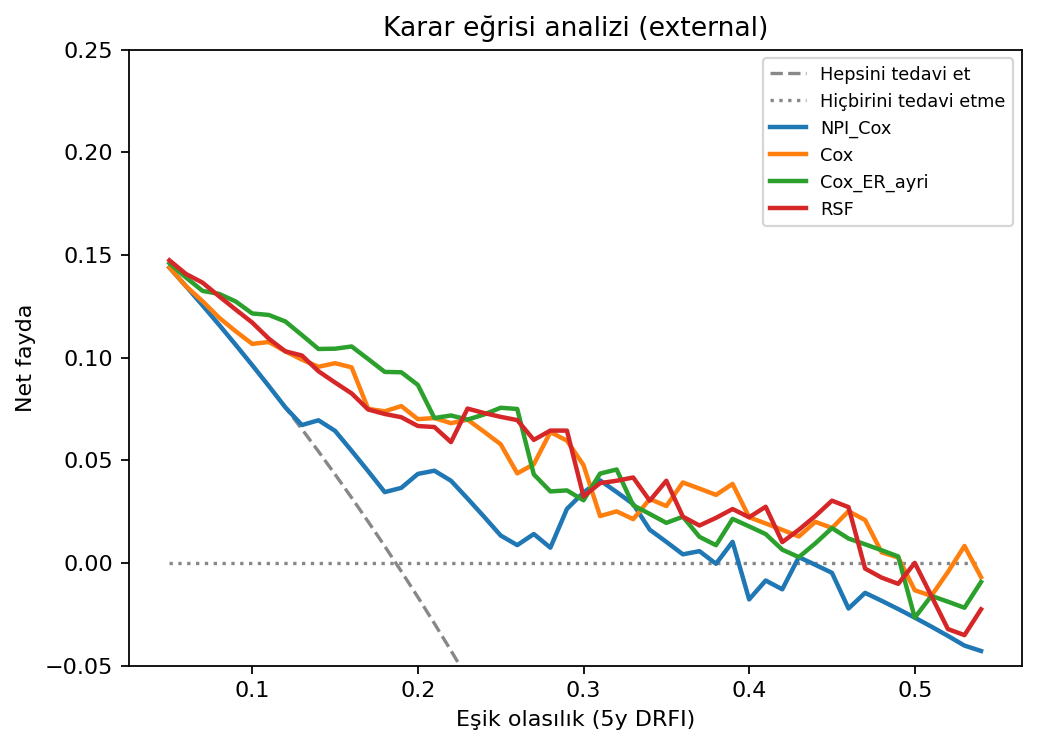 Karar eğrisi analizi (external)
Hepsini tedavi et
Hiçbirini tedavi etme
NPI_Cox
Cox
Cox_ER_ayri
RSF
Net fayda
0.25
0.20
0.15
0.10
0.05
0.00
−0.05
0.1
0.2
0.3
0.4
0.5
Eşik olasılık (5y DRFI)